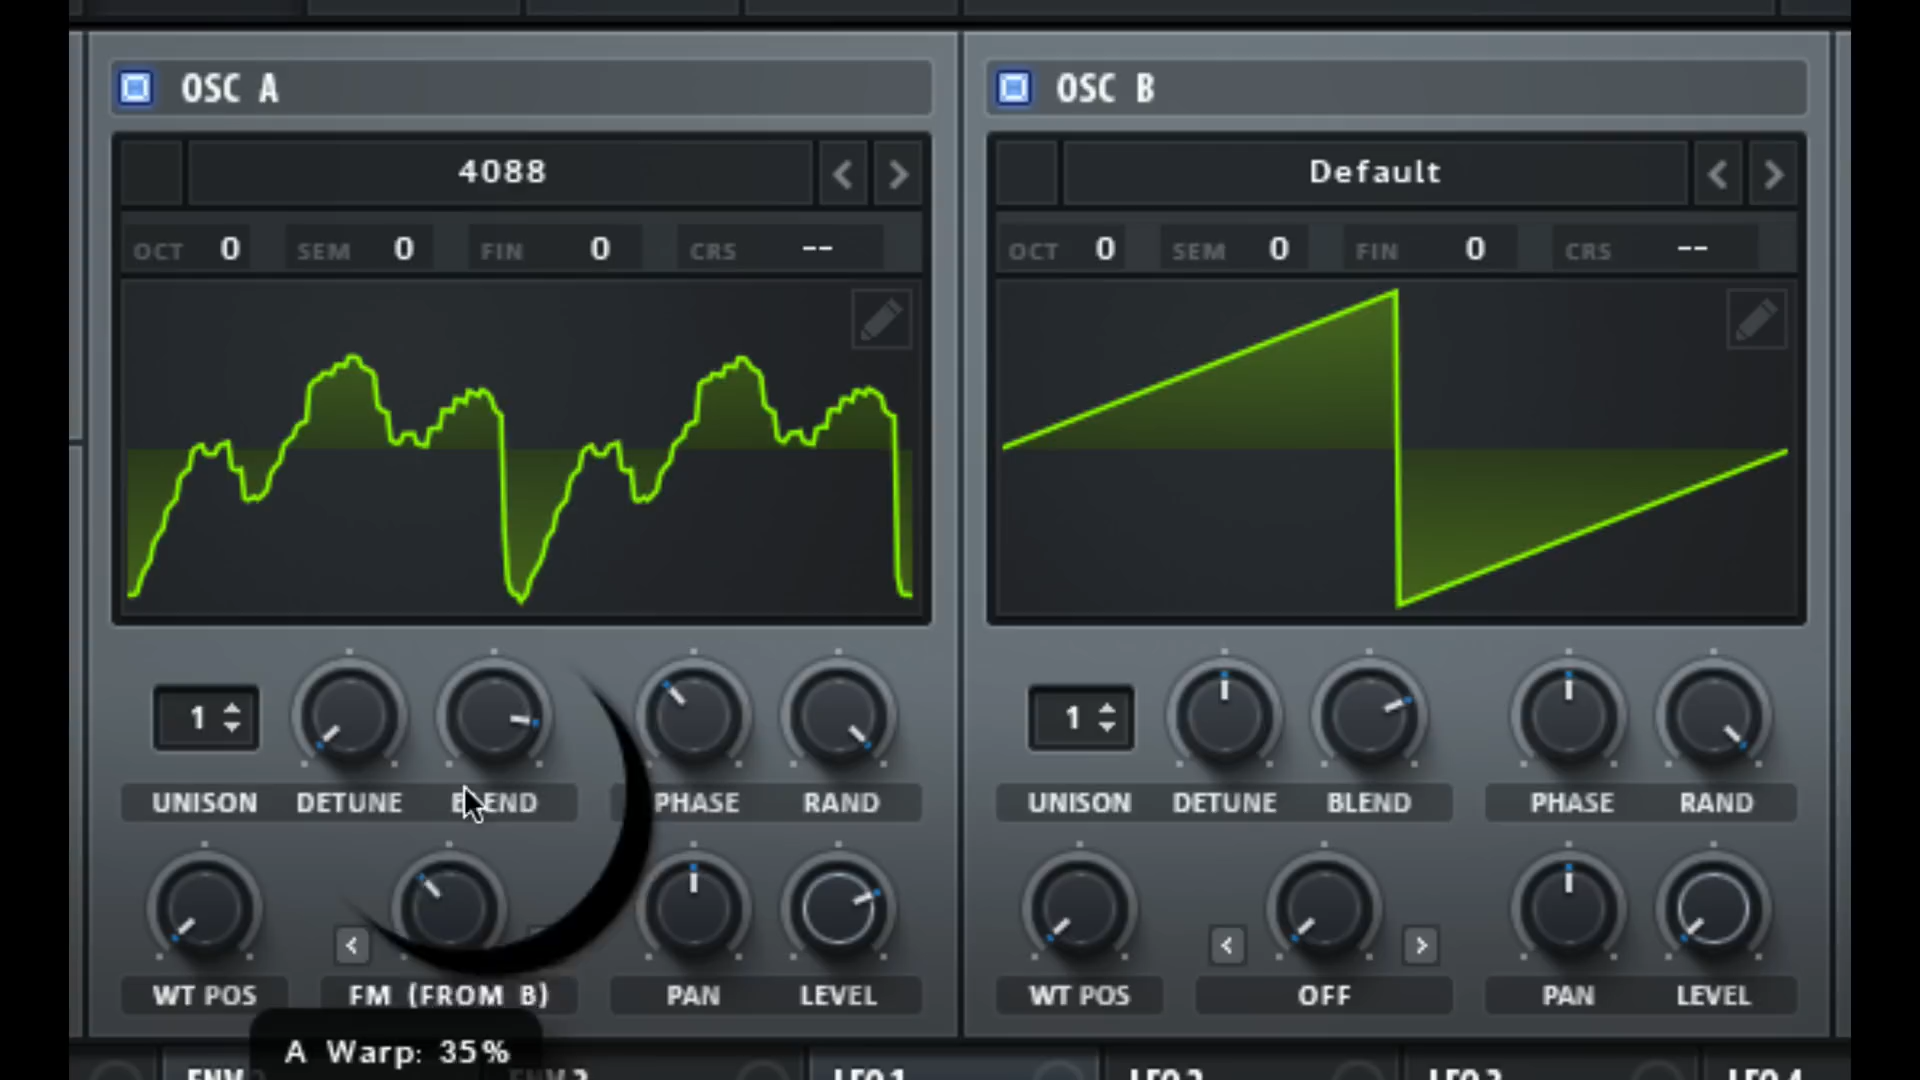 OSC A
OSC B
4088
Default
OCT 0 SEM 0 FIN 0 CRS --
OCT 0 SEM 0 FIN 0 CRS --
1
1
UNISON DETUNE BLEND PHASE RAND
UNISON DETUNE BLEND PHASE RAND
WT POS FM (FROM B) PAN LEVEL
WT POS OFF PAN LEVEL
A Warp: 35%